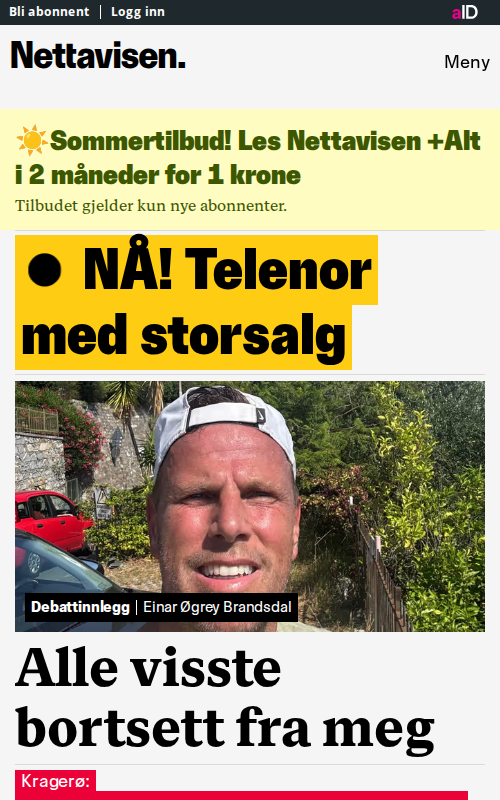 Bli abonnent | Logg inn
aID
Nettavisen.
Meny
☀️Sommertilbud! Les Nettavisen +Alt
i 2 måneder for 1 krone
Tilbudet gjelder kun nye abonnenter.
● NÅ! Telenor
med storsalg
Debattinnlegg | Einar Øgrey Brandsdal
Alle visste
bortsett fra meg
Kragerø: